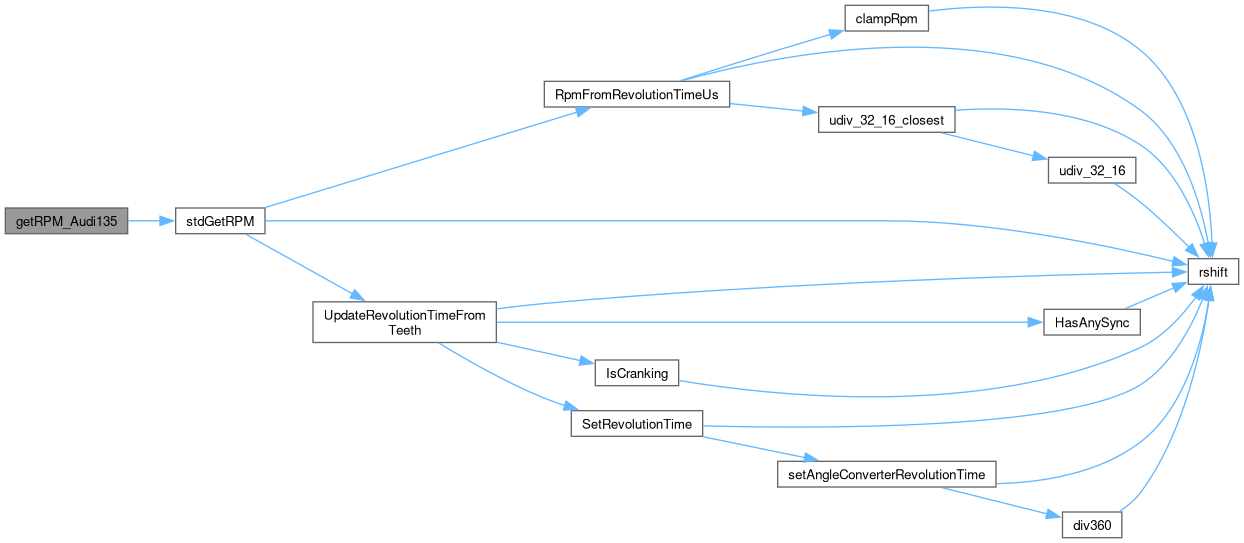 clampRpm
RpmFromRevolutionTimeUs
udiv_32_16_closest
udiv_32_16
getRPM_Audi135
stdGetRPM
rshift
UpdateRevolutionTimeFrom
Teeth
HasAnySync
IsCranking
SetRevolutionTime
setAngleConverterRevolutionTime
div360